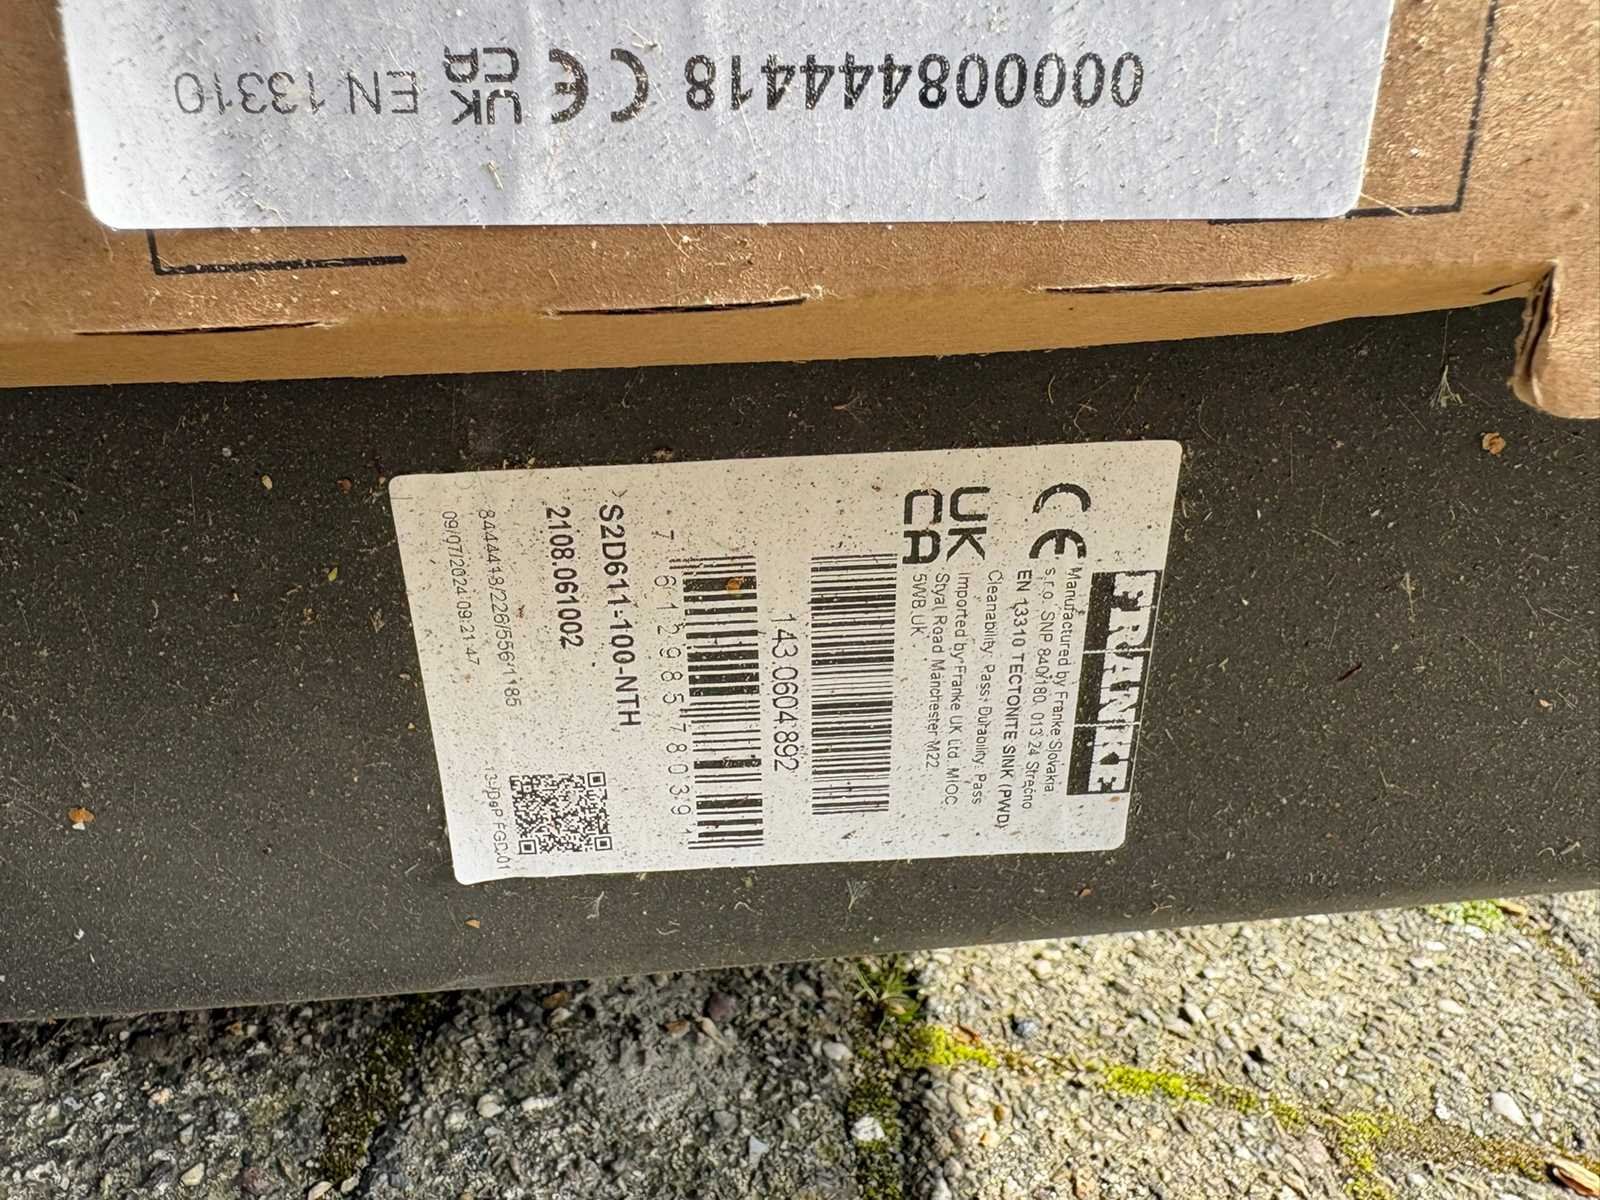 0000844418 CE UK CA EN 13310
FRANKE
CE
Manufactured by Franke Slovakia
s.r.o. SNP 840/180, 013 24 Strečno
EN 13310 TECTONITE SINK (PWD)
Cleanability: Pass; Durability: Pass
UK
CA
Imported by Franke UK Ltd. MIOC,
Styal Road Manchester M22
5WB UK
143.0604.892
7 612985 780391
S2D611-100-NTH
2108.061002
844418/226/556/1185
09/07/2024 09:21:47